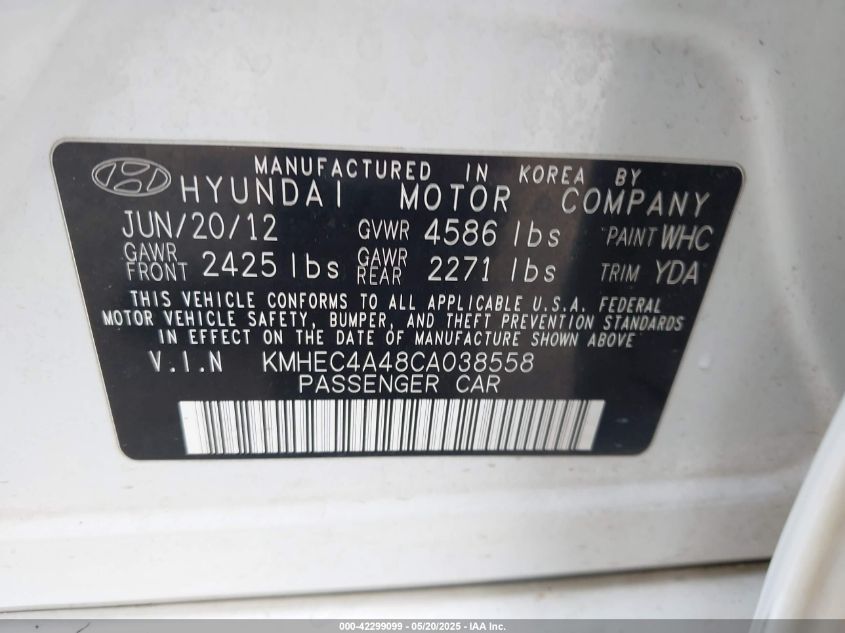 MANUFACTURED IN KOREA BY
HYUNDAI MOTOR COMPANY
JUN/20/12 GVWR 4586 lbs PAINT WHC
GAWR FRONT 2425 lbs GAWR REAR 2271 lbs TRIM YDA
THIS VEHICLE CONFORMS TO ALL APPLICABLE U.S.A. FEDERAL
MOTOR VEHICLE SAFETY, BUMPER, AND THEFT PREVENTION STANDARDS
IN EFFECT ON THE DATE OF MANUFACTURE SHOWN ABOVE
V.I.N KMHEC4A48CA038558
PASSENGER CAR
000-42299099 — 05/20/2025 - IAA Inc.